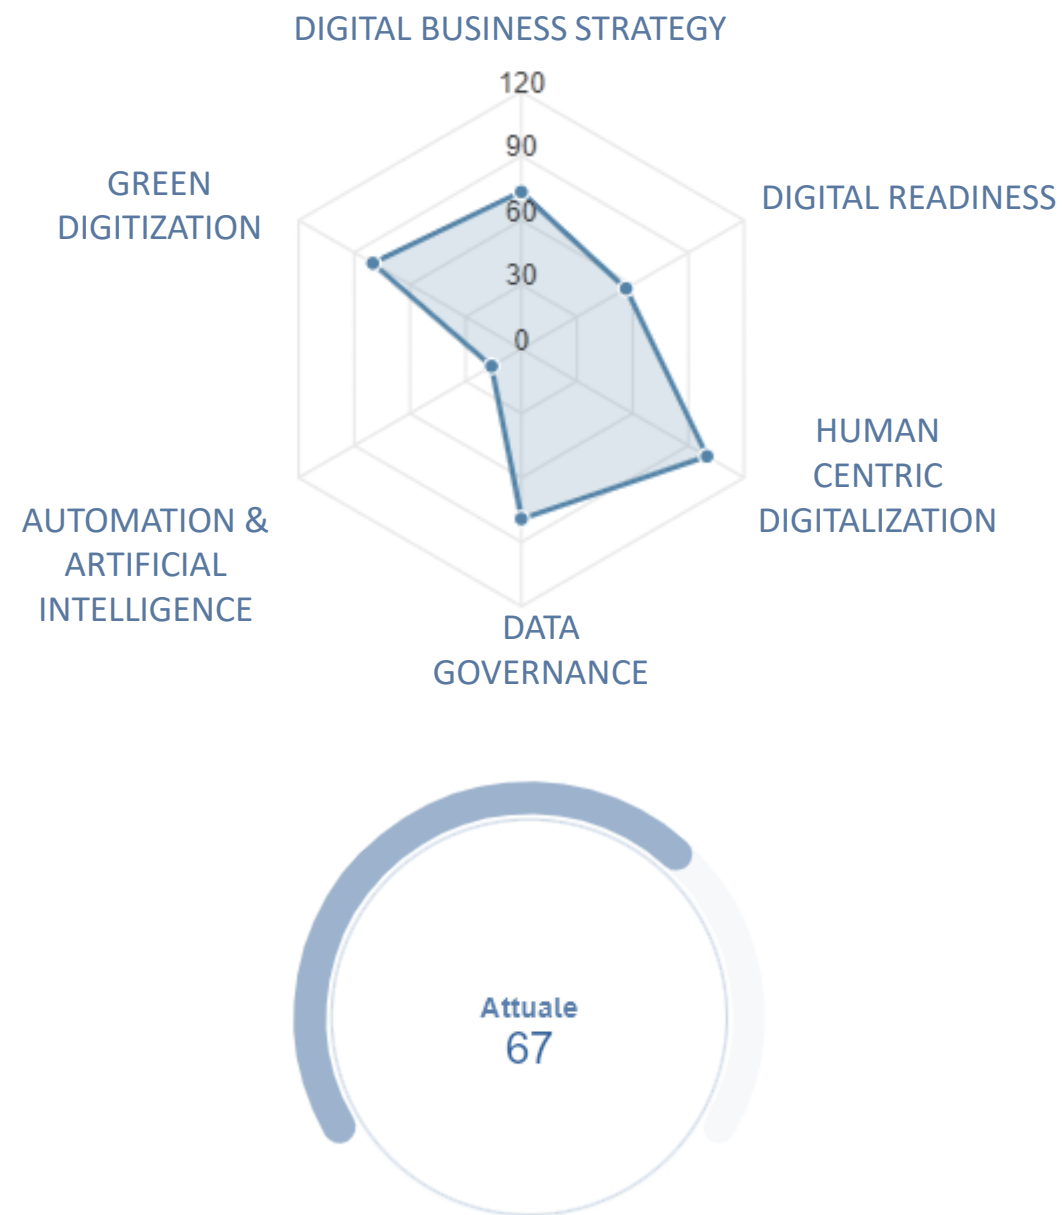 DIGITAL BUSINESS STRATEGY
120
90
GREEN
DIGITIZATION
DIGITAL READINESS
60
30
0
HUMAN
CENTRIC
DIGITALIZATION
AUTOMATION &
ARTIFICIAL
INTELLIGENCE
DATA
GOVERNANCE
Attuale
67